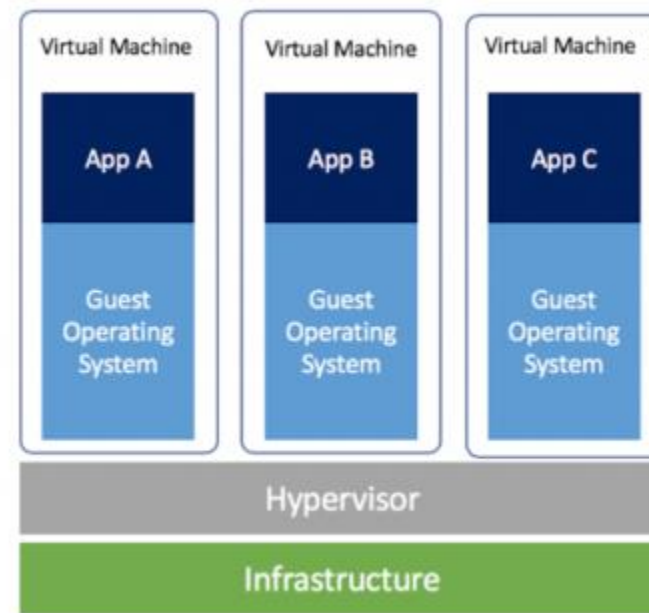 Virtual Machine
Virtual Machine
Virtual Machine
App A
App B
App C
Guest
Operating
System
Guest
Operating
System
Guest
Operating
System
Hypervisor
Infrastructure